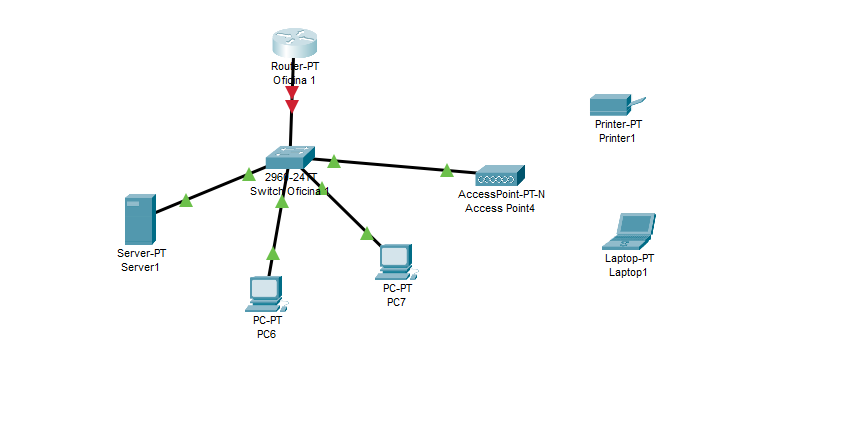 Router-PT
Oficina 1
Printer-PT
Printer1
2960-24TT
Switch Oficina 1
AccessPoint-PT-N
Access Point4
Server-PT
Server1
Laptop-PT
Laptop1
PC-PT
PC7
PC-PT
PC6